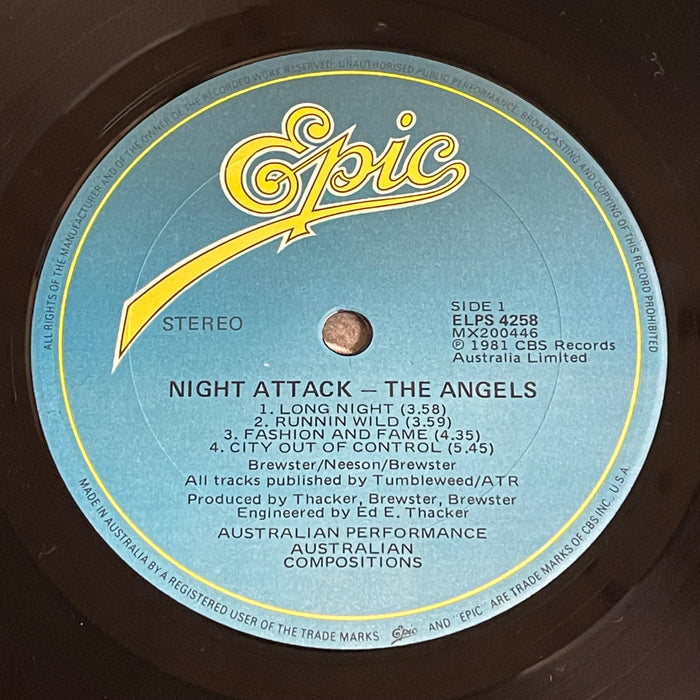 ALL RIGHTS OF THE MANUFACTURER AND OF THE OWNER OF THE RECORDED WORK RESERVED. UNAUTHORISED PUBLIC PERFORMANCE, BROADCASTING AND COPYING OF THIS RECORD PROHIBITED
Epic
STEREO
SIDE 1
ELPS 4258
MX200446
℗ 1981 CBS Records
Australia Limited
NIGHT ATTACK – THE ANGELS
1. LONG NIGHT (3.58)
2. RUNNIN WILD (3.59)
3. FASHION AND FAME (4.35)
4. CITY OUT OF CONTROL (5.45)
Brewster/Neeson/Brewster
All tracks published by Tumbleweed/ATR
Produced by Thacker, Brewster, Brewster
Engineered by Ed E. Thacker
AUSTRALIAN PERFORMANCE
AUSTRALIAN
COMPOSITIONS
MADE IN AUSTRALIA BY A REGISTERED USER OF THE TRADE MARKS Epic AND "EPIC" ARE TRADE MARKS OF CBS INC., U.S.A.